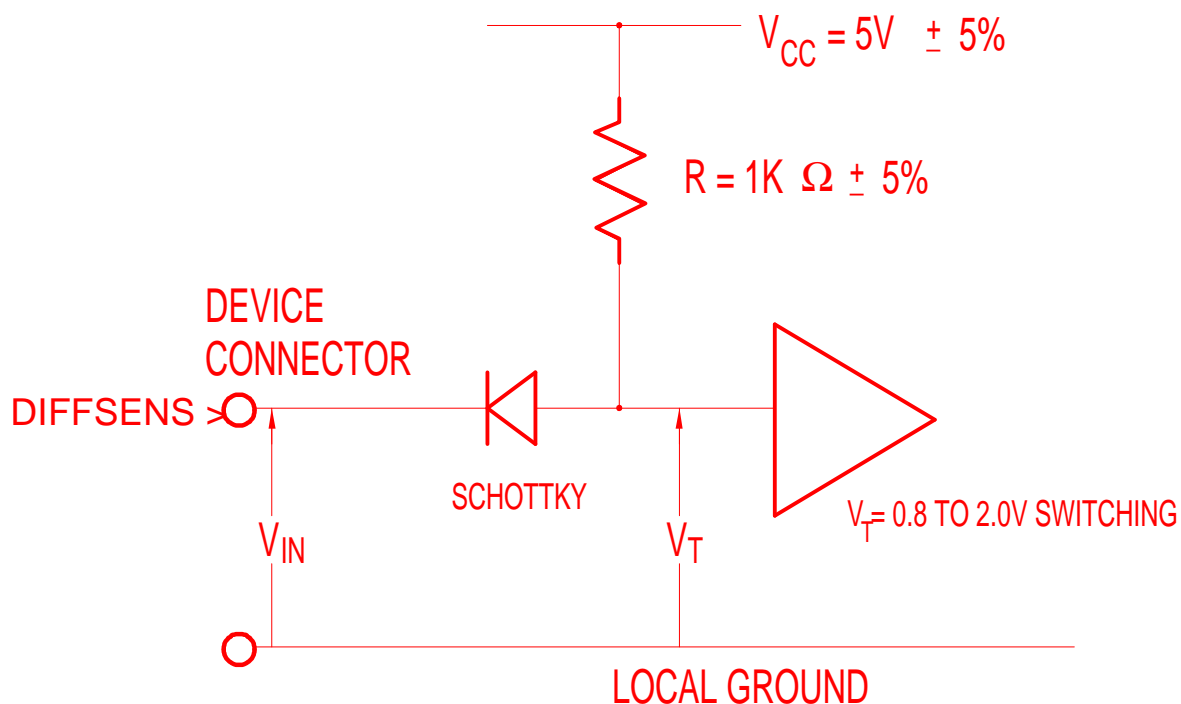 VCC = 5V ± 5%
R = 1K Ω ± 5%
DEVICE
CONNECTOR
DIFFSENS >
SCHOTTKY
VT= 0.8 TO 2.0V SWITCHING
VIN
VT
LOCAL GROUND